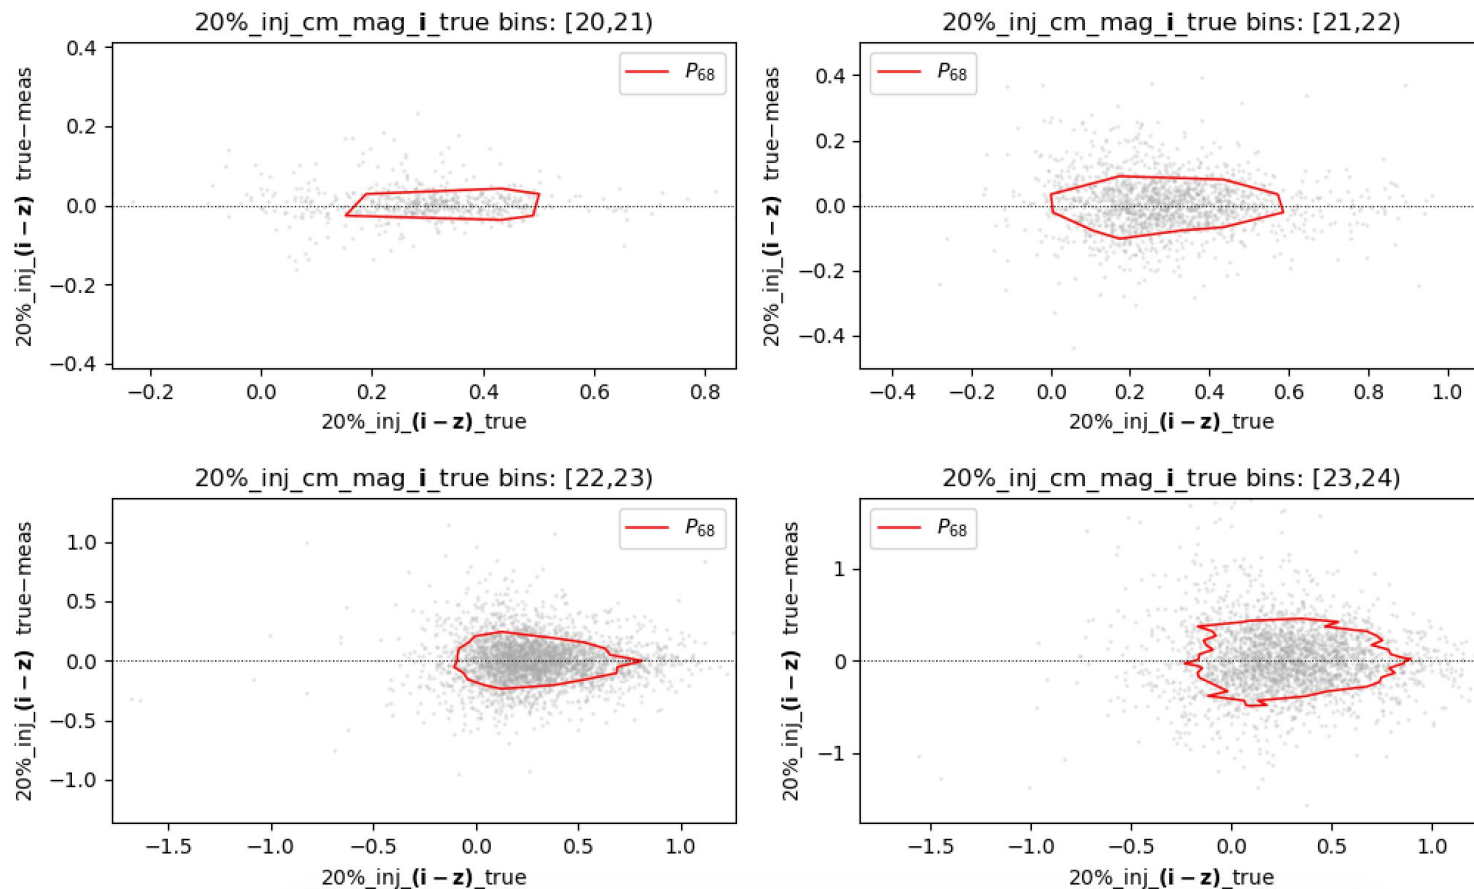 20%_inj_cm_mag_i_true bins: [20,21)
20%_inj_(i − z) true−meas
0.4
0.2
0.0
−0.2
−0.4
P68
−0.2 0.0 0.2 0.4 0.6 0.8
20%_inj_(i − z)_true
20%_inj_cm_mag_i_true bins: [21,22)
20%_inj_(i − z) true−meas
0.4
0.2
0.0
−0.2
−0.4
P68
−0.4 −0.2 0.0 0.2 0.4 0.6 0.8 1.0
20%_inj_(i − z)_true
20%_inj_cm_mag_i_true bins: [22,23)
20%_inj_(i − z) true−meas
1.0
0.5
0.0
−0.5
−1.0
P68
−1.5 −1.0 −0.5 0.0 0.5 1.0
20%_inj_(i − z)_true
20%_inj_cm_mag_i_true bins: [23,24)
20%_inj_(i − z) true−meas
1
0
−1
P68
−1.5 −1.0 −0.5 0.0 0.5 1.0
20%_inj_(i − z)_true